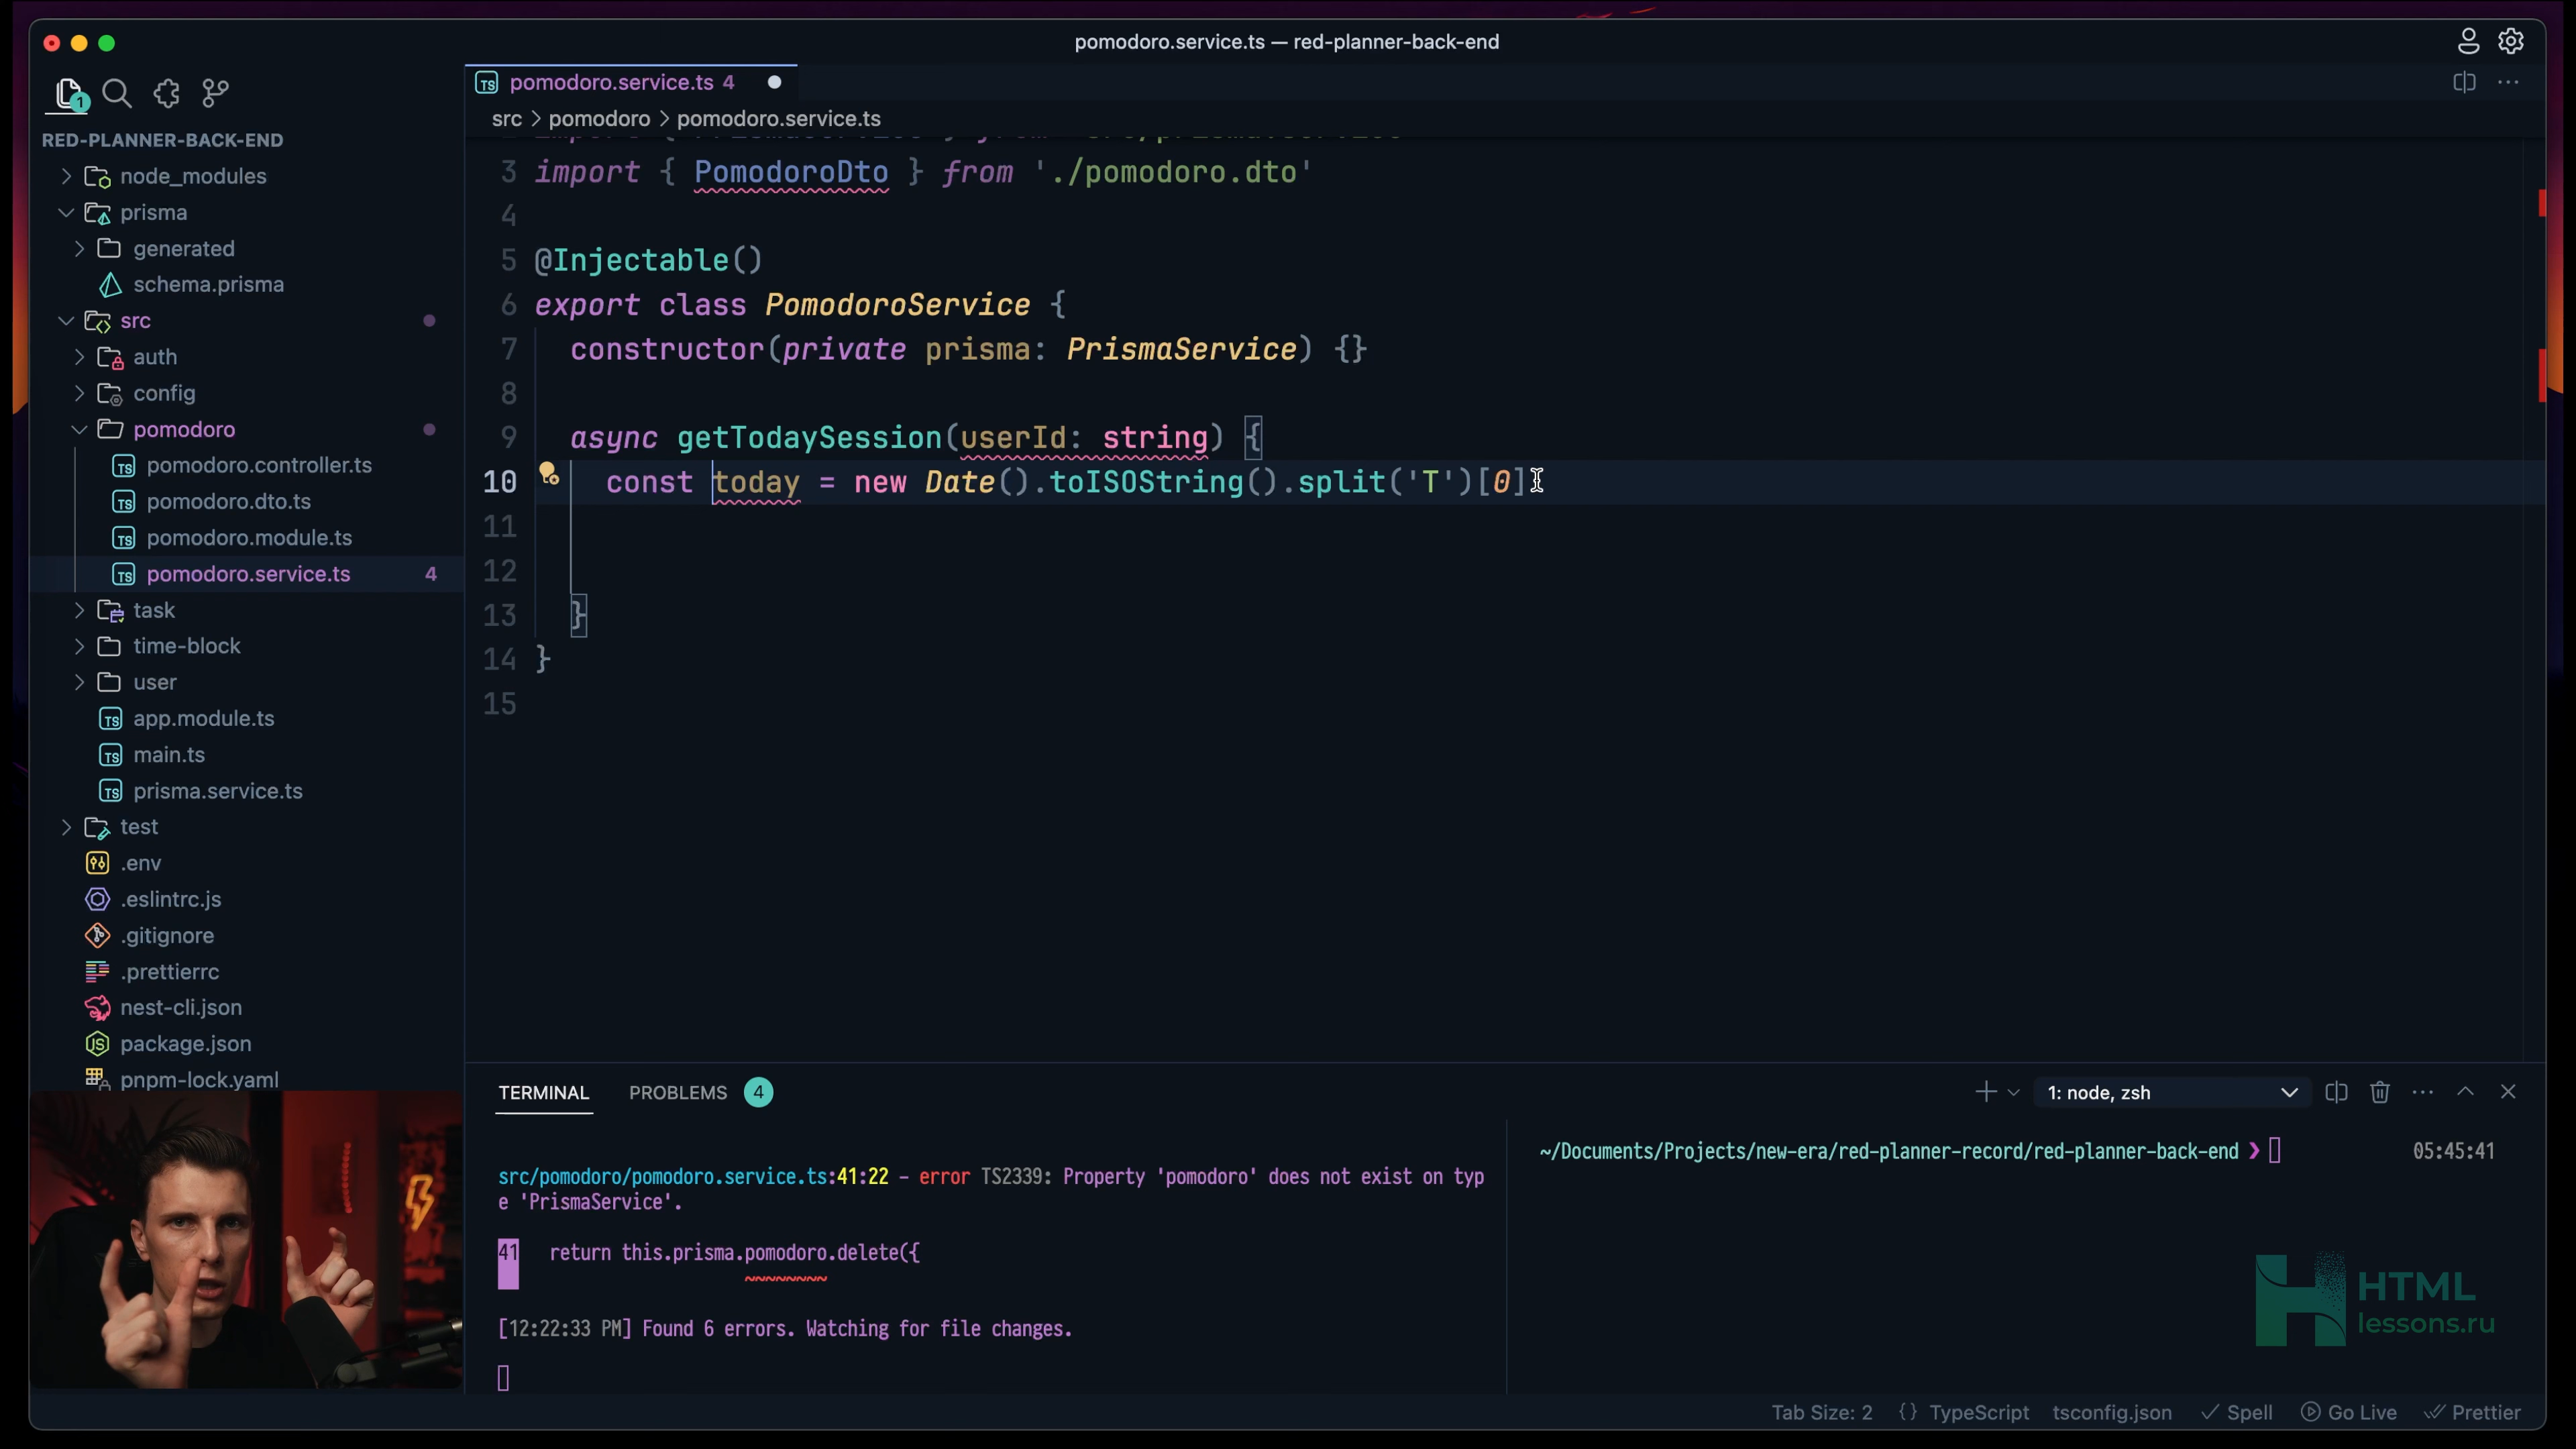 pomodoro.service.ts — red-planner-back-end
1
RED-PLANNER-BACK-END
node_modules
prisma
generated
schema.prisma
src
auth
config
pomodoro
pomodoro.controller.ts
pomodoro.dto.ts
pomodoro.module.ts
pomodoro.service.ts 4
task
time-block
user
app.module.ts
main.ts
prisma.service.ts
test
.env
.eslintrc.js
.gitignore
.prettierrc
nest-cli.json
package.json
pnpm-lock.yaml
TS pomodoro.service.ts 4
src > pomodoro > pomodoro.service.ts
3 import { PomodoroDto } from './pomodoro.dto'
4
5 @Injectable()
6 export class PomodoroService {
7 constructor(private prisma: PrismaService) {}
8
9 async getTodaySession(userId: string) {
10 const today = new Date().toISOString().split('T')[0]
11
12
13 }
14 }
15
TERMINAL PROBLEMS 4
1: node, zsh
src/pomodoro/pomodoro.service.ts:41:22 - error TS2339: Property 'pomodoro' does not exist on typ
e 'PrismaService'.
41 return this.prisma.pomodoro.delete({
~~~~~~~~
[12:22:33 PM] Found 6 errors. Watching for file changes.
~/Documents/Projects/new-era/red-planner-record/red-planner-back-end ❯ 05:45:41
HTML
lessons.ru
Tab Size: 2 {} TypeScript tsconfig.json Spell Go Live Prettier